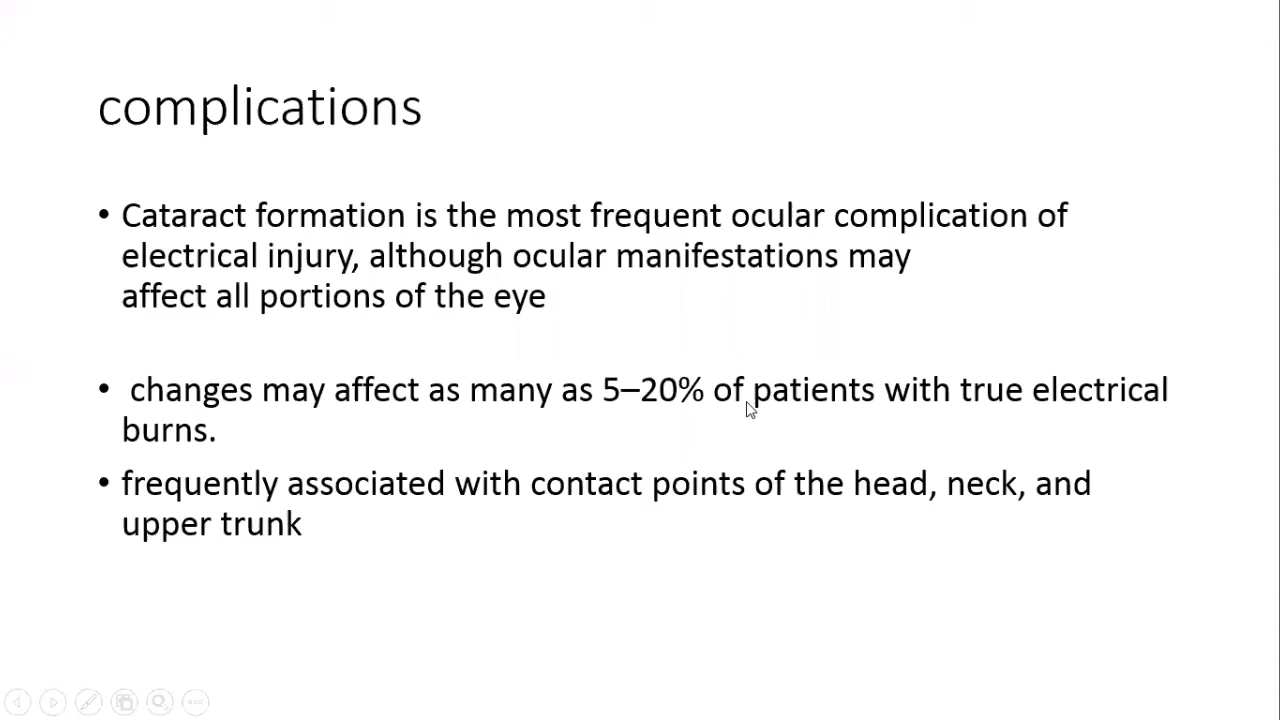 complications
• Cataract formation is the most frequent ocular complication of
electrical injury, although ocular manifestations may
affect all portions of the eye
• changes may affect as many as 5–20% of patients with true electrical
burns.
• frequently associated with contact points of the head, neck, and
upper trunk